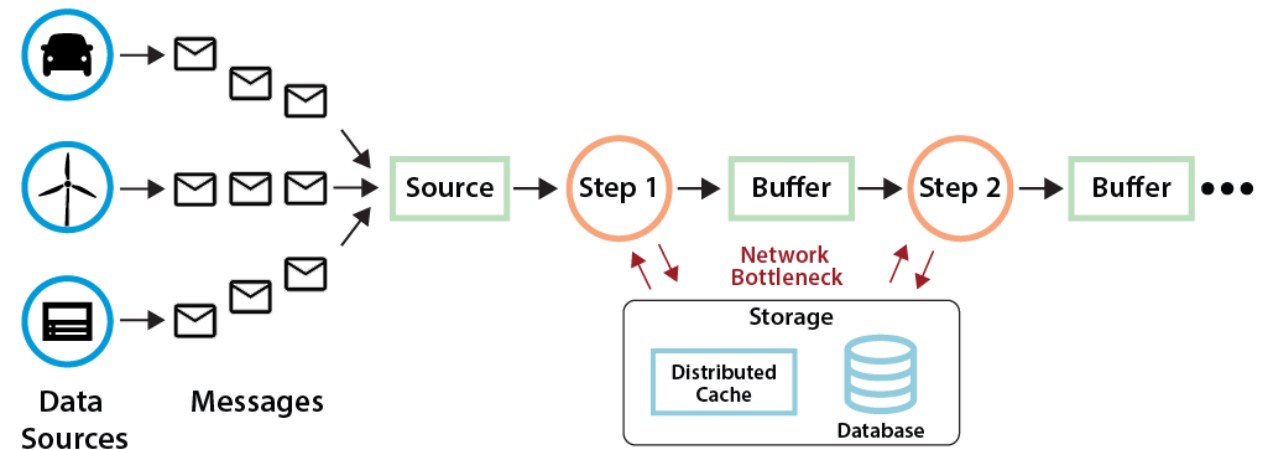 Source
Step 1
Buffer
Step 2
Buffer
Network
Bottleneck
Storage
Distributed
Cache
Database
Data
Sources
Messages